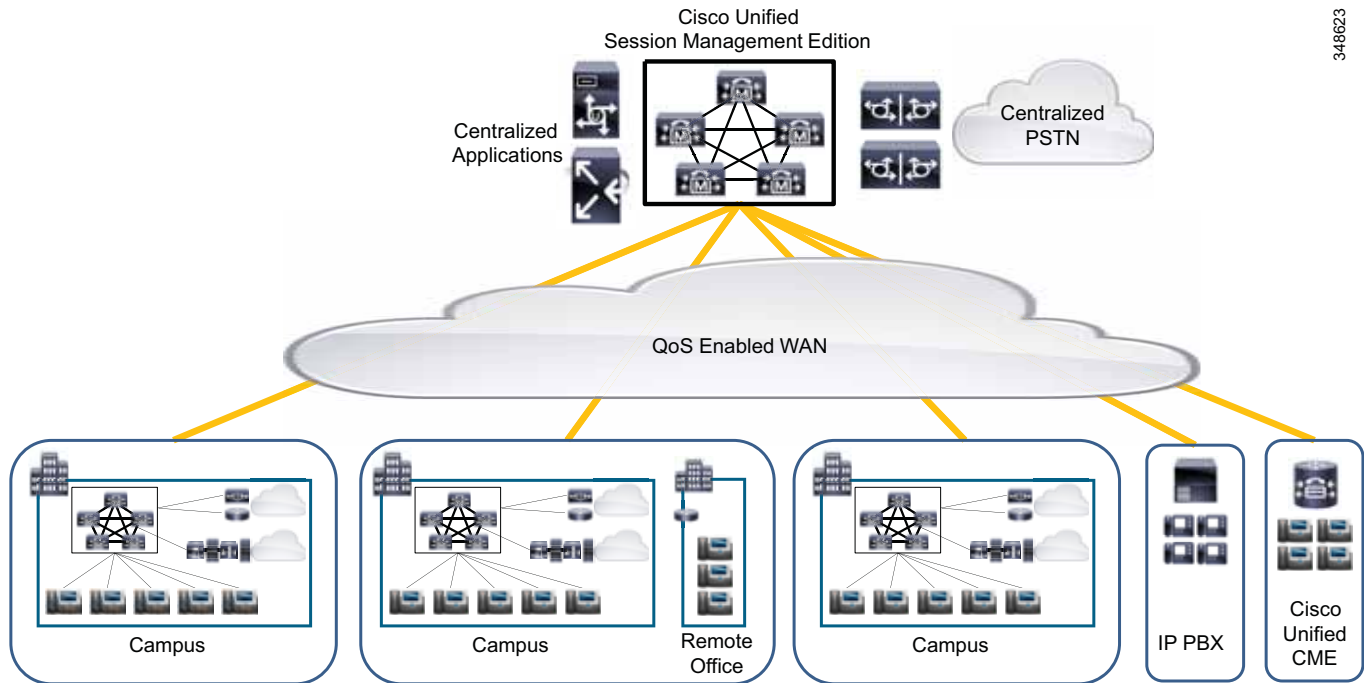 Cisco Unified
Session Management Edition
348623
Centralized
Applications
M
M
M
M
M
Centralized
PSTN
QoS Enabled WAN
Campus
Campus
Remote
Office
Campus
IP PBX
Cisco
Unified
CME